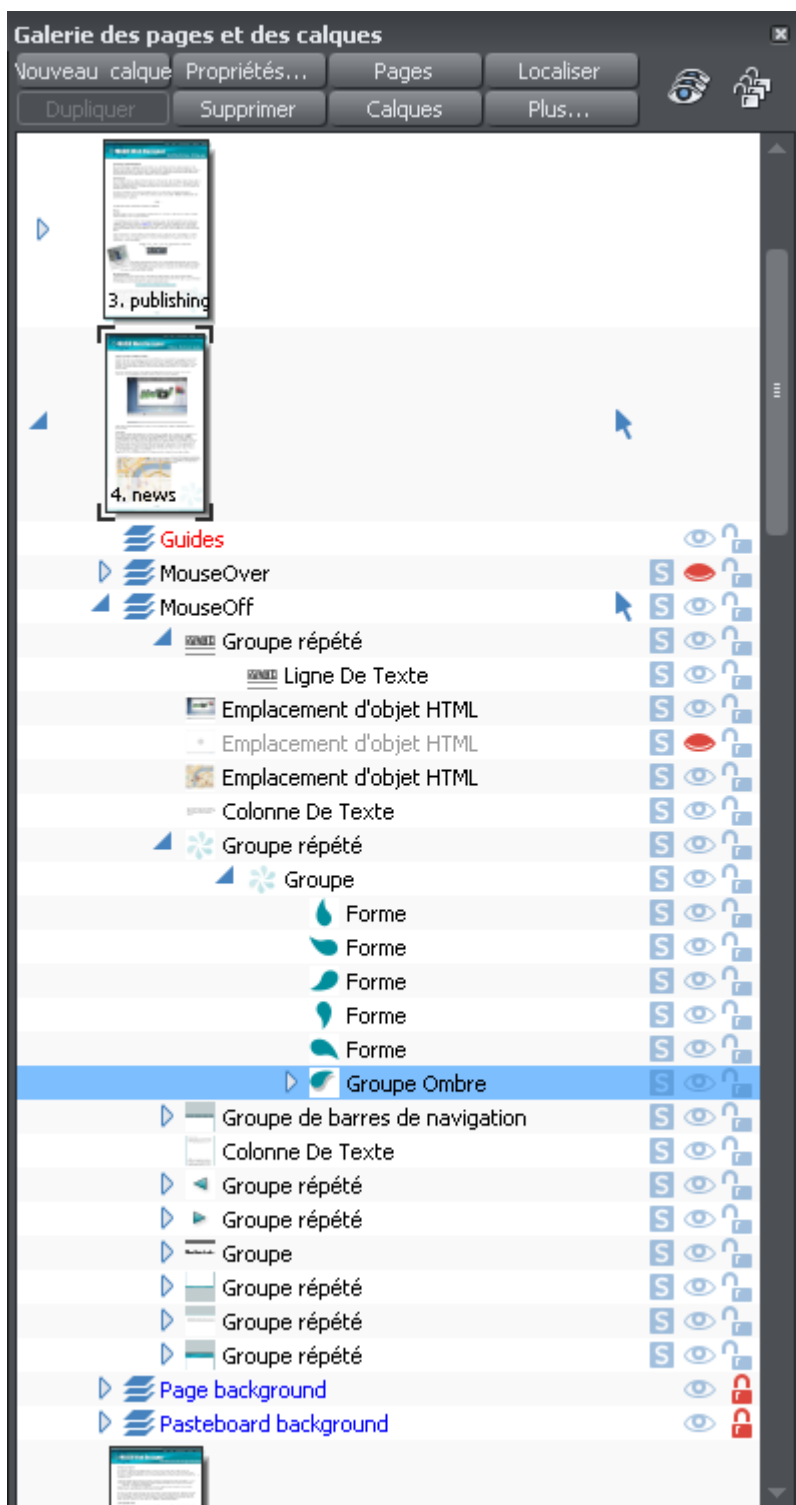 Galerie des pages et des calques
Nouveau calque Propriétés... Pages Localiser
Dupliquer Supprimer Calques Plus...
3. publishing
4. news
Guides
MouseOver S
MouseOff S
Groupe répété S
Ligne De Texte S
Emplacement d'objet HTML S
Emplacement d'objet HTML S
Emplacement d'objet HTML S
Colonne De Texte S
Groupe répété S
Groupe S
Forme S
Forme S
Forme S
Forme S
Forme S
Groupe Ombre S
Groupe de barres de navigation S
Colonne De Texte S
Groupe répété S
Groupe répété S
Groupe S
Groupe répété S
Groupe répété S
Groupe répété S
Page background
Pasteboard background